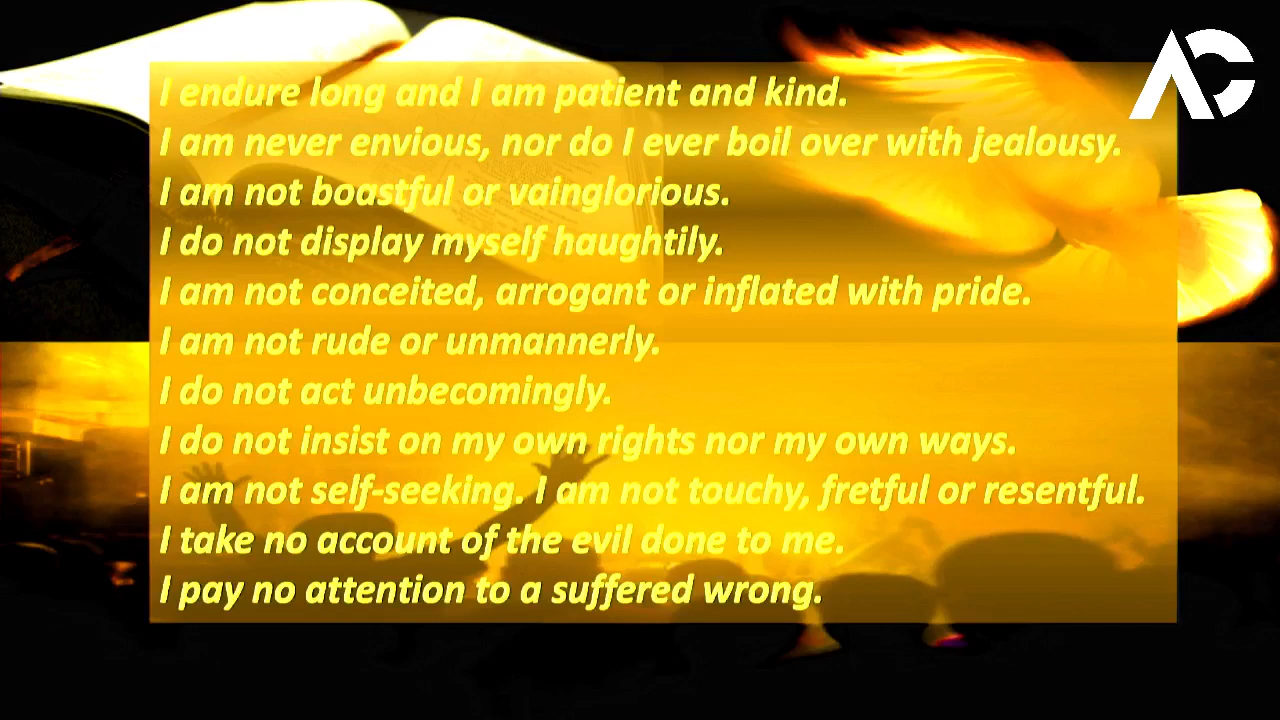 AC
I endure long and I am patient and kind.
I am never envious, nor do I ever boil over with jealousy.
I am not boastful or vainglorious.
I do not display myself haughtily.
I am not conceited, arrogant or inflated with pride.
I am not rude or unmannerly.
I do not act unbecomingly.
I do not insist on my own rights nor my own ways.
I am not self-seeking. I am not touchy, fretful or resentful.
I take no account of the evil done to me.
I pay no attention to a suffered wrong.